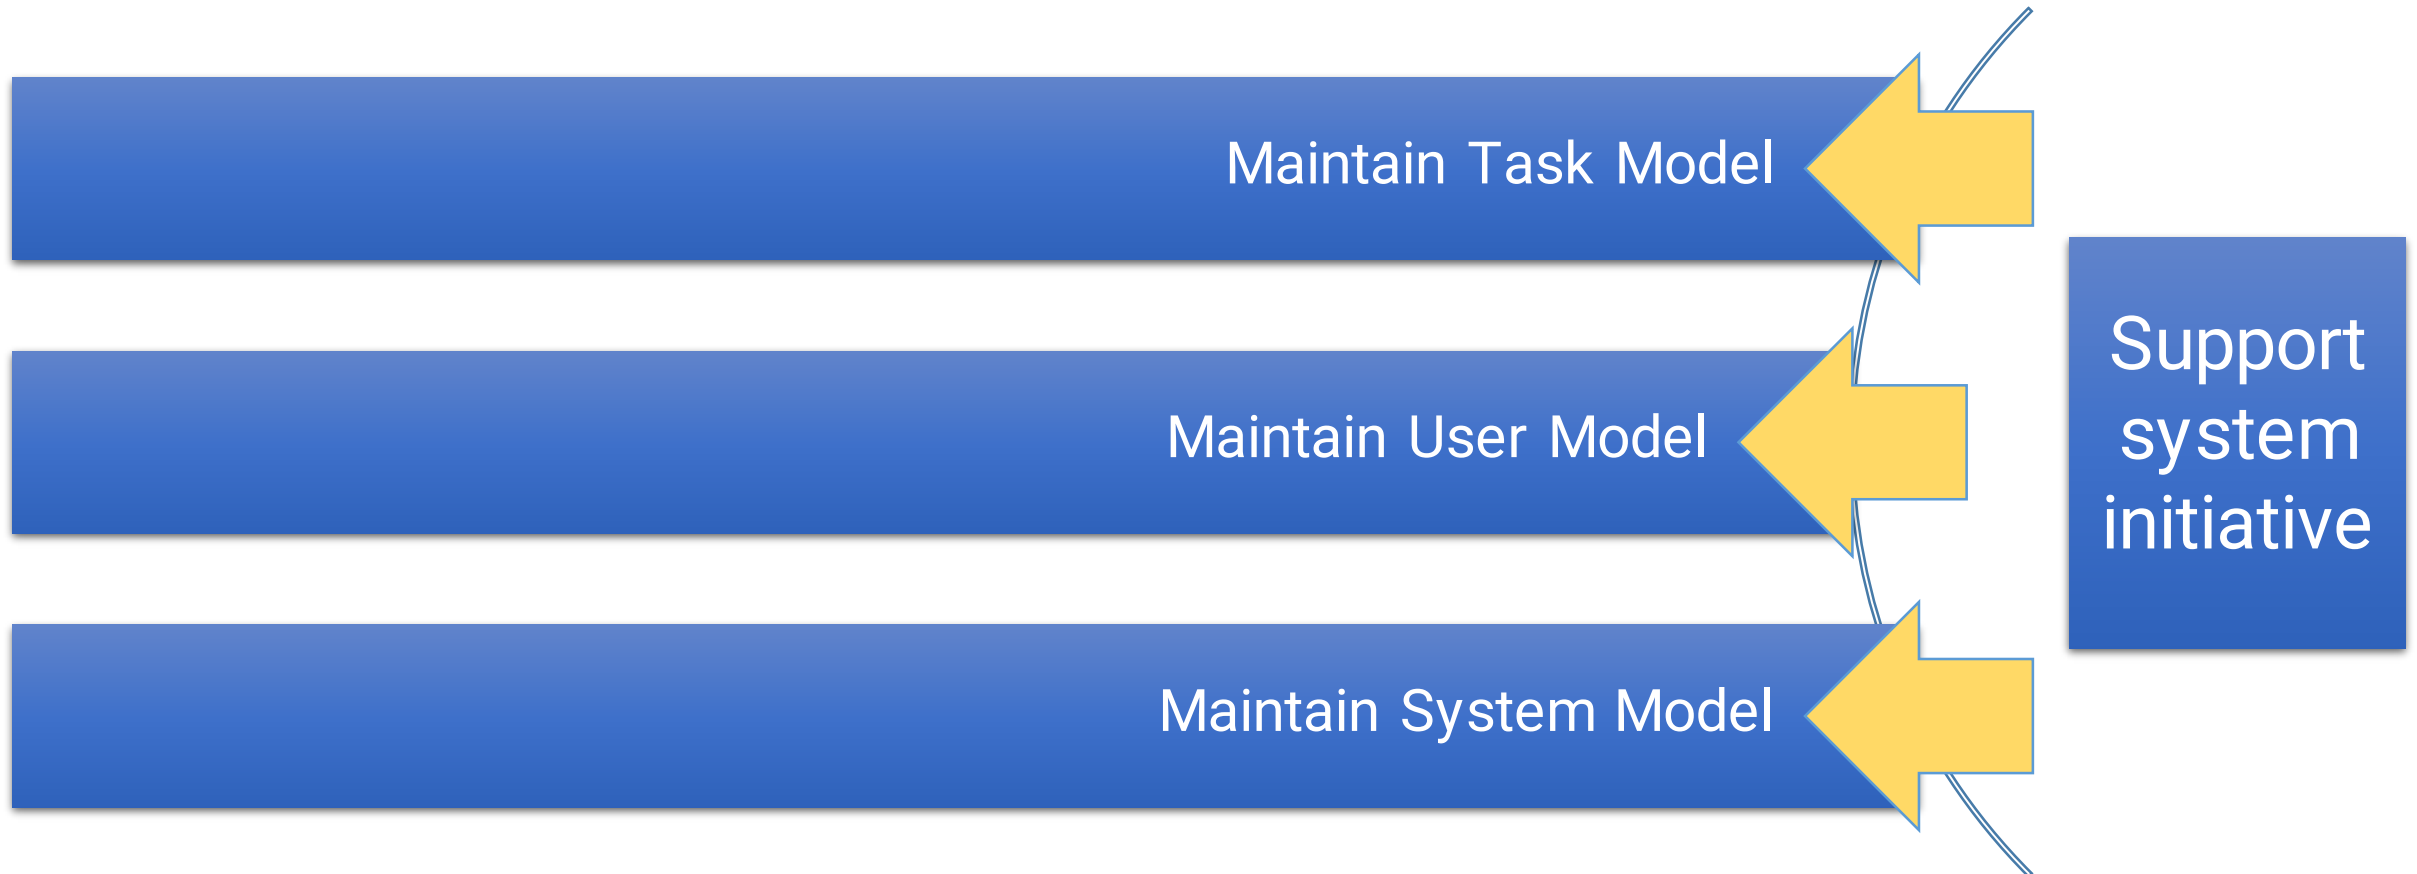 Maintain Task Model
Maintain User Model
Maintain System Model
Support
system
initiative